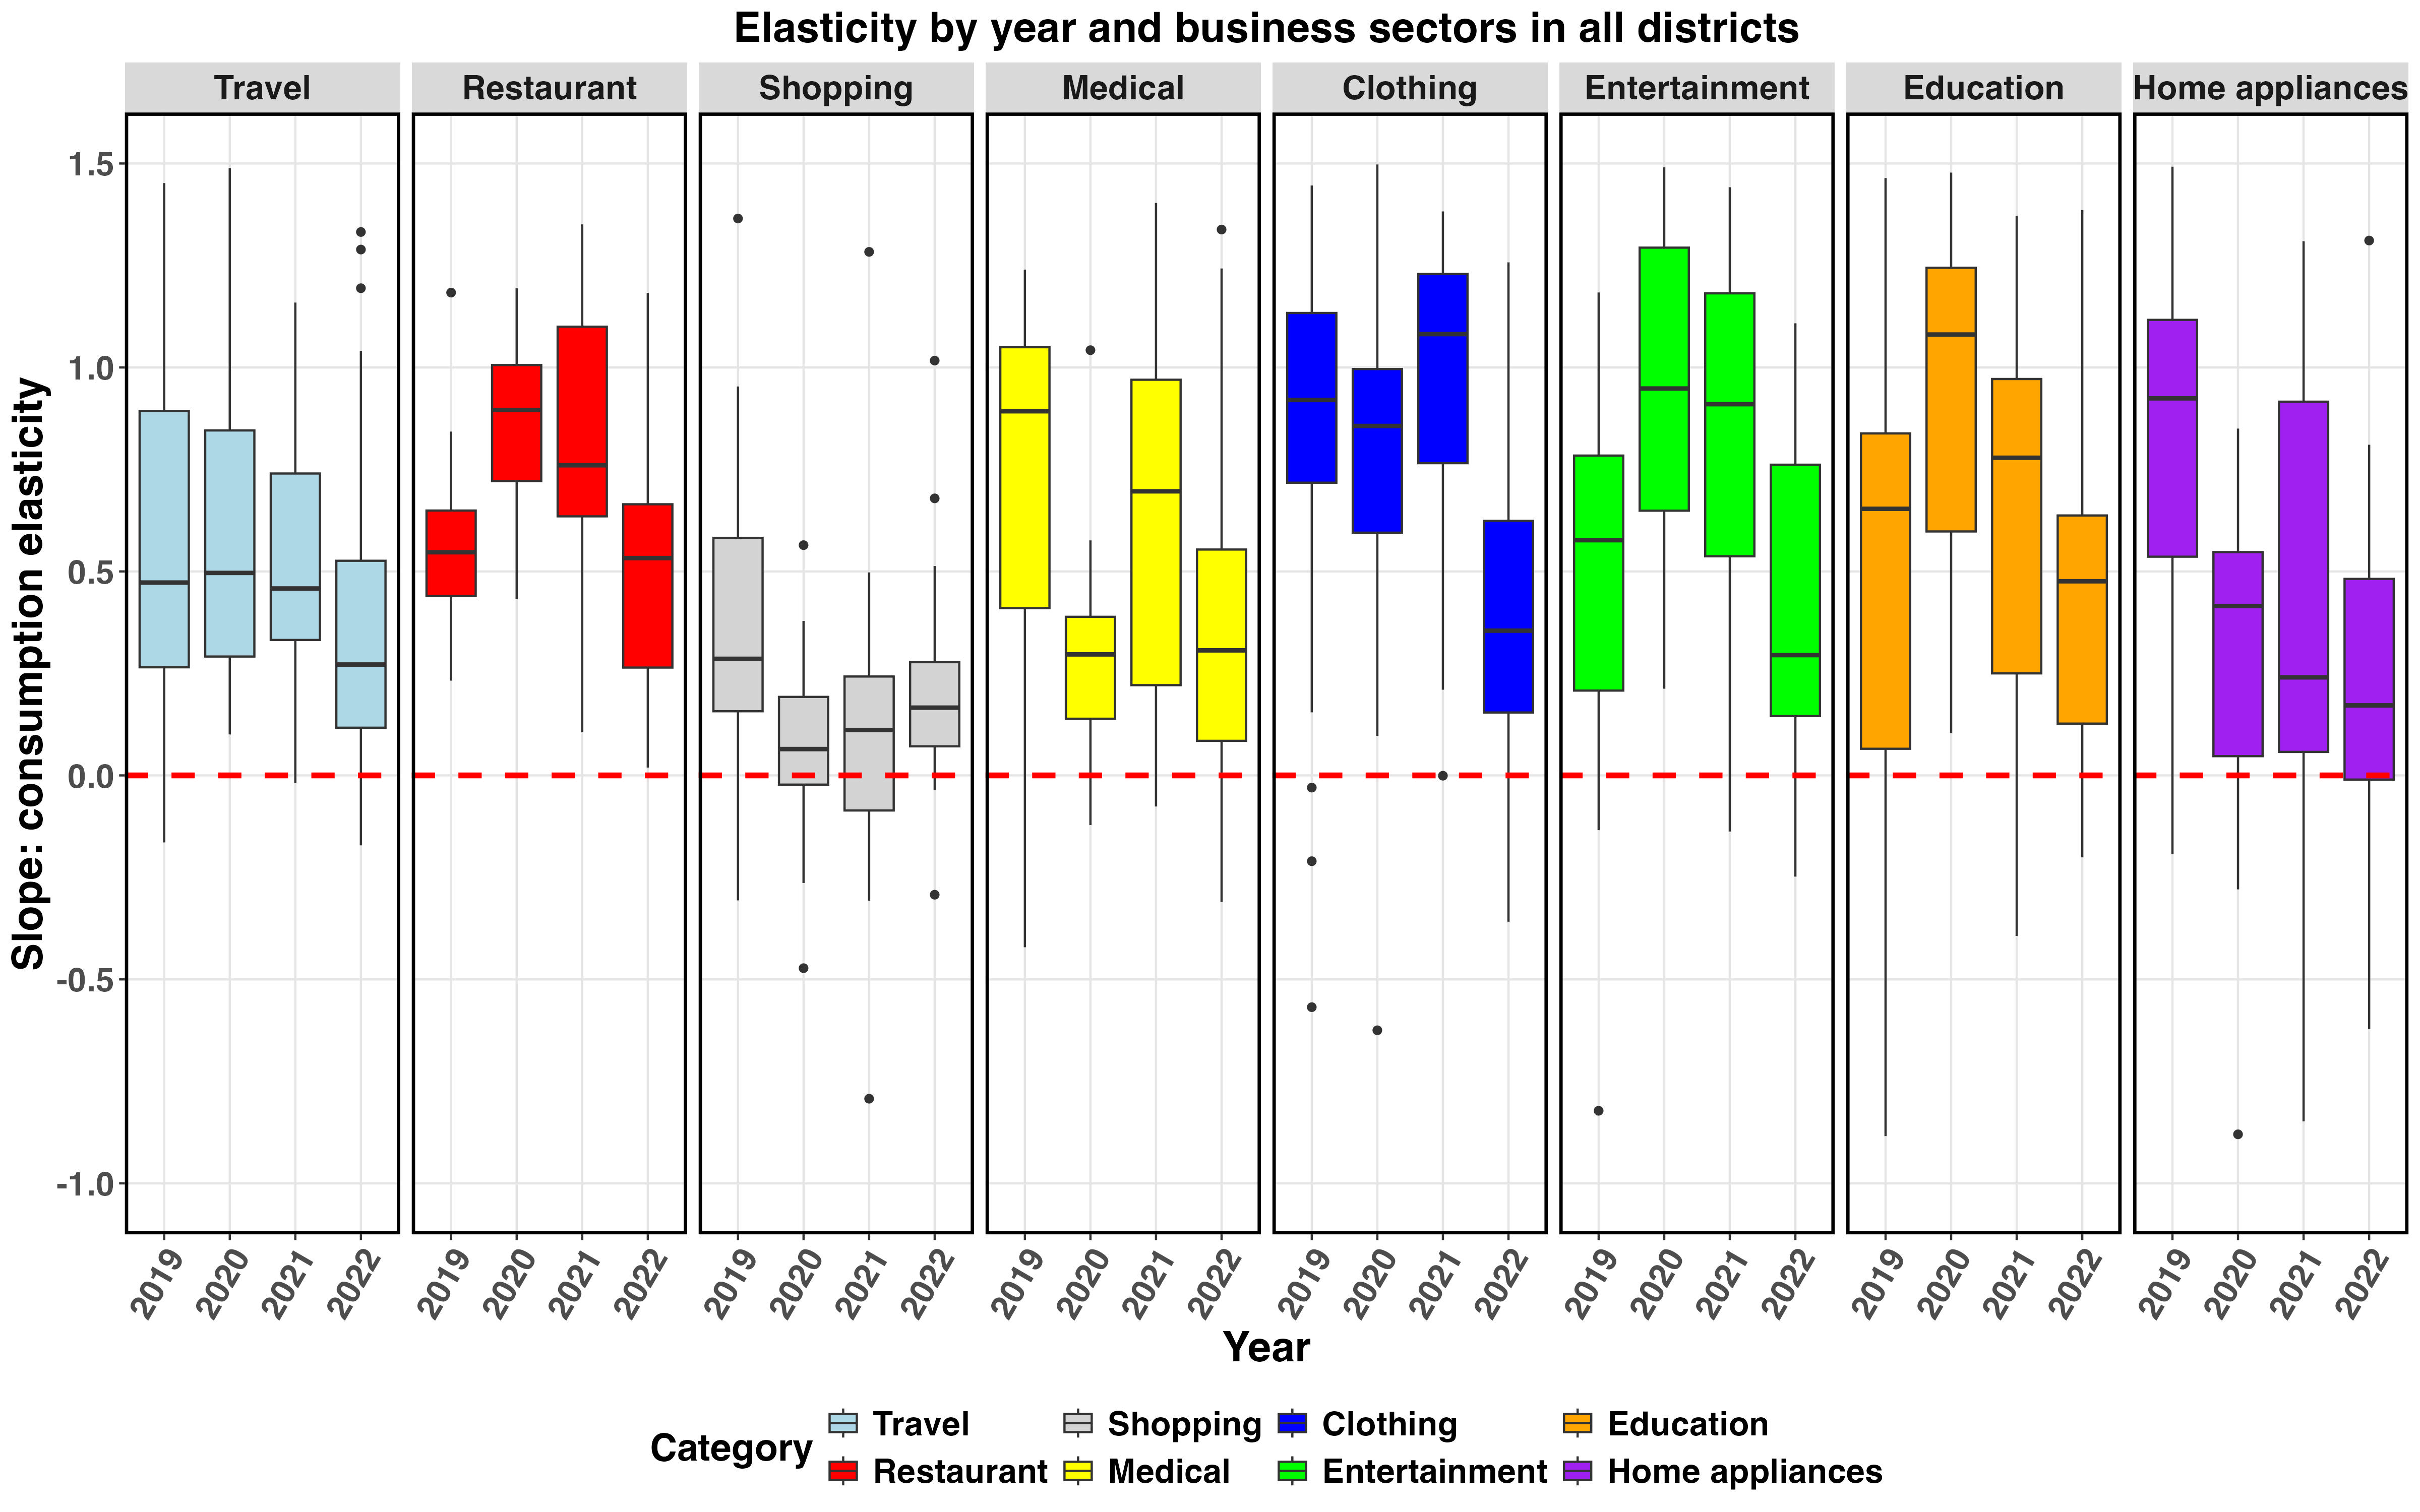 Elasticity by year and business sectors in all districts
Travel Restaurant Shopping Medical Clothing Entertainment Education Home appliances
Slope: consumption elasticity
1.5
1.0
0.5
0.0
-0.5
-1.0
2019 2020 2021 2022 2019 2020 2021 2022 2019 2020 2021 2022 2019 2020 2021 2022 2019 2020 2021 2022 2019 2020 2021 2022 2019 2020 2021 2022 2019 2020 2021 2022
Year
Category
Travel Shopping Clothing Education
Restaurant Medical Entertainment Home appliances